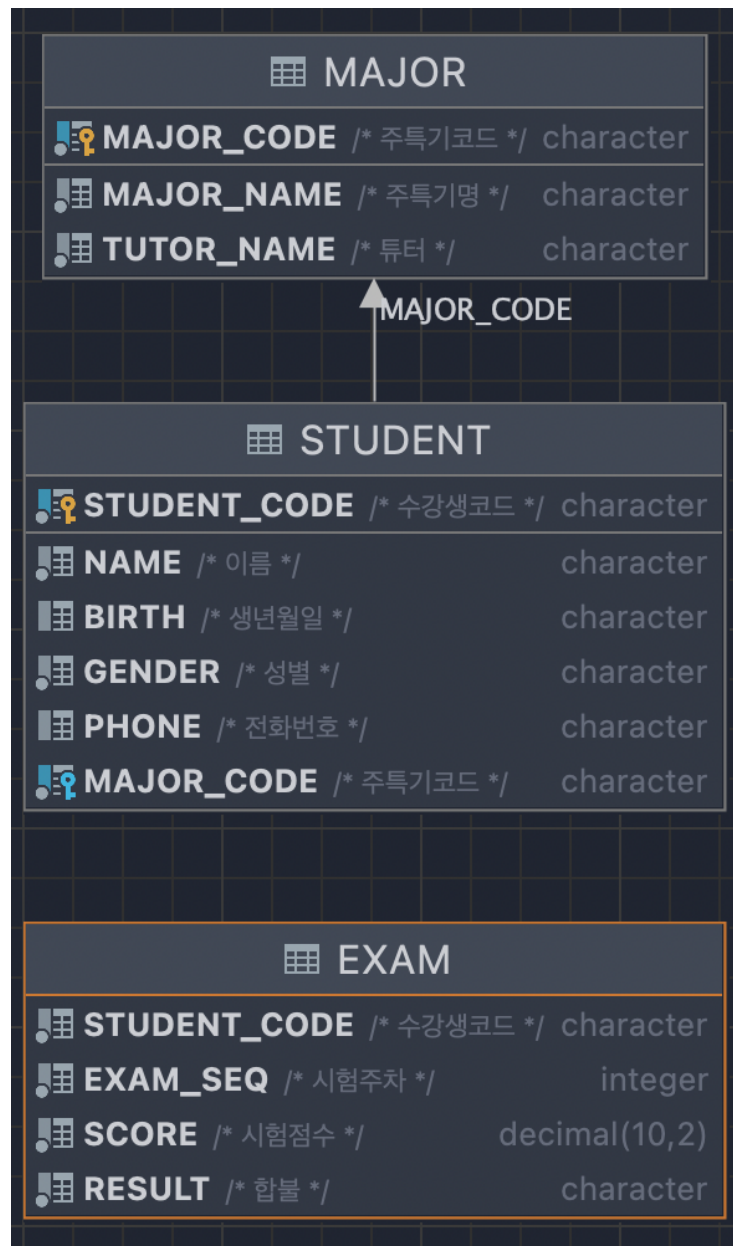 MAJOR
MAJOR_CODE /* 주특기코드 */ character
MAJOR_NAME /* 주특기명 */ character
TUTOR_NAME /* 튜터 */ character
MAJOR_CODE
STUDENT
STUDENT_CODE /* 수강생코드 */ character
NAME /* 이름 */ character
BIRTH /* 생년월일 */ character
GENDER /* 성별 */ character
PHONE /* 전화번호 */ character
MAJOR_CODE /* 주특기코드 */ character
EXAM
STUDENT_CODE /* 수강생코드 */ character
EXAM_SEQ /* 시험주차 */ integer
SCORE /* 시험점수 */ decimal(10,2)
RESULT /* 합불 */ character